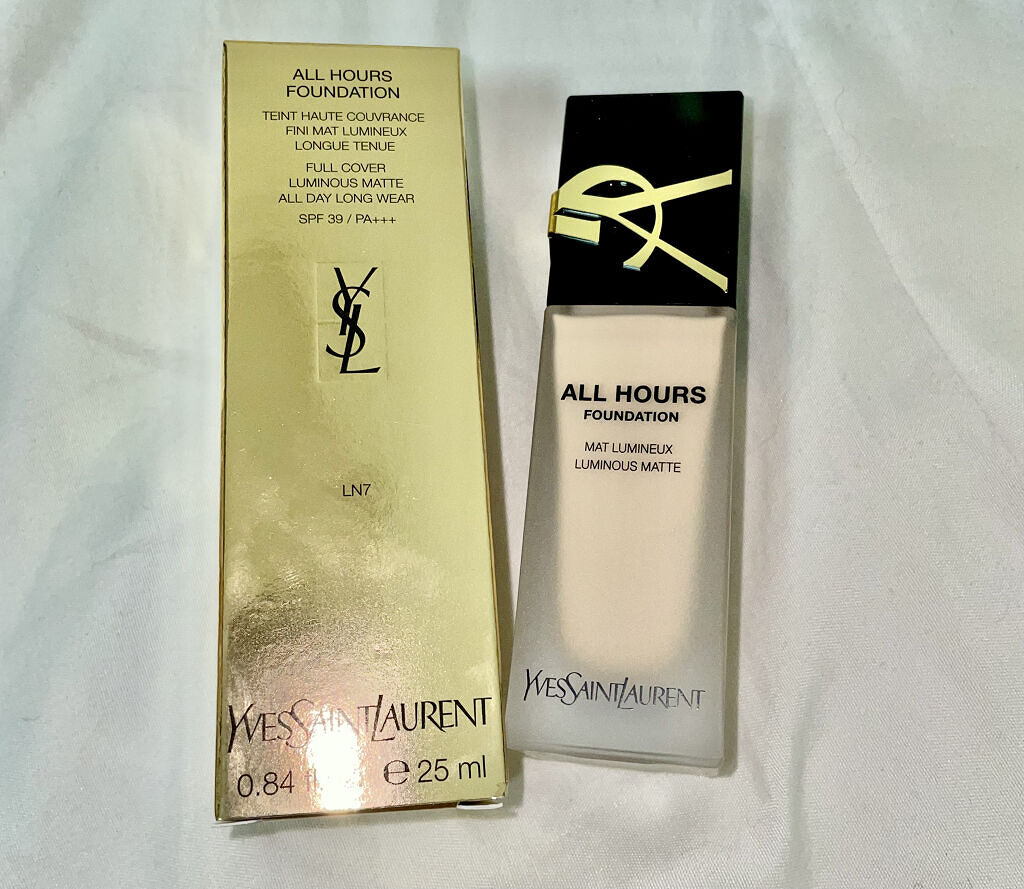 ALL HOURS
FOUNDATION
TEINT HAUTE COUVRANCE
FINI MAT LUMINEUX
LONGUE TENUE
FULL COVER
LUMINOUS MATTE
ALL DAY LONG WEAR
SPF 39 / PA+++
YSL
LN7
YVESSAINTLAURENT
0.84 ℮ 25 ml
ALL HOURS
FOUNDATION
MAT LUMINEUX
LUMINOUS MATTE
YVESSAINTLAURENT